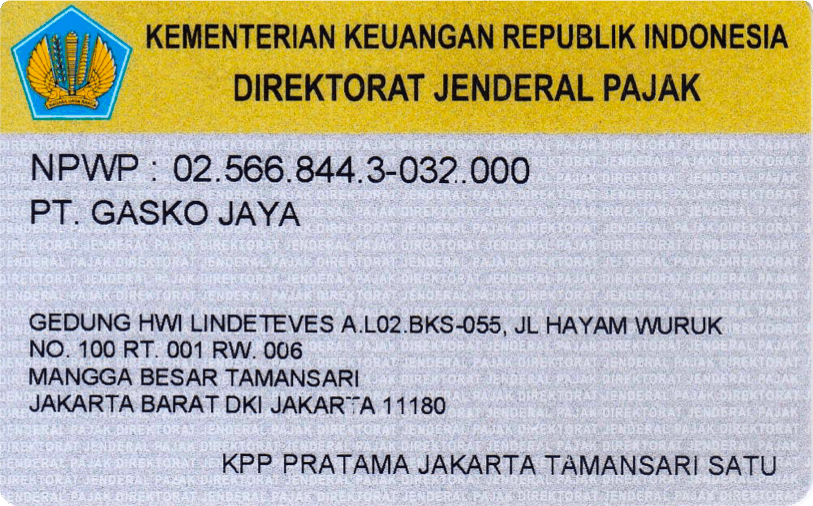 KEMENTERIAN KEUANGAN REPUBLIK INDONESIA
DIREKTORAT JENDERAL PAJAK
NPWP : 02.566.844.3-032.000
PT. GASKO JAYA
GEDUNG HWI LINDETEVES A.L02.BKS-055, JL HAYAM WURUK
NO. 100 RT. 001 RW. 006
MANGGA BESAR TAMANSARI
JAKARTA BARAT DKI JAKARTA 11180
KPP PRATAMA JAKARTA TAMANSARI SATU